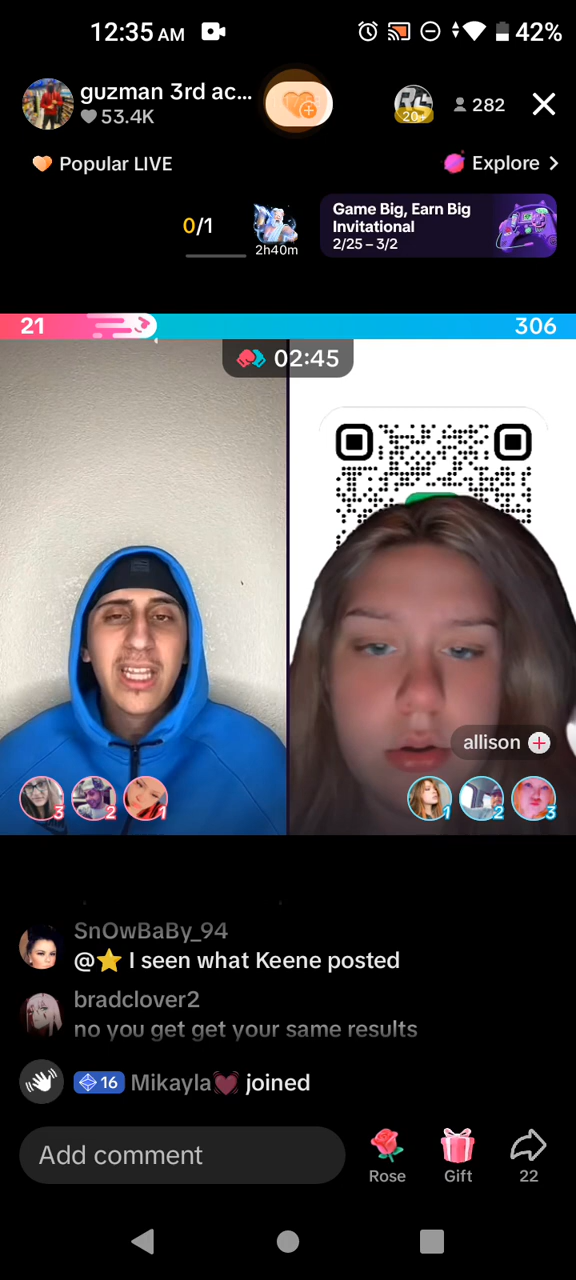 12:35 AM
42%
guzman 3rd ac...
53.4K
20+
282
Popular LIVE
Explore >
0/1
2h40m
Game Big, Earn Big
Invitational
2/25 – 3/2
21
306
02:45
allison
3
2
1
1
2
3
SnOwBaBy_94
@⭐ I seen what Keene posted
bradclover2
no you get get your same results
16 Mikayla💓 joined
Add comment
Rose
Gift
22